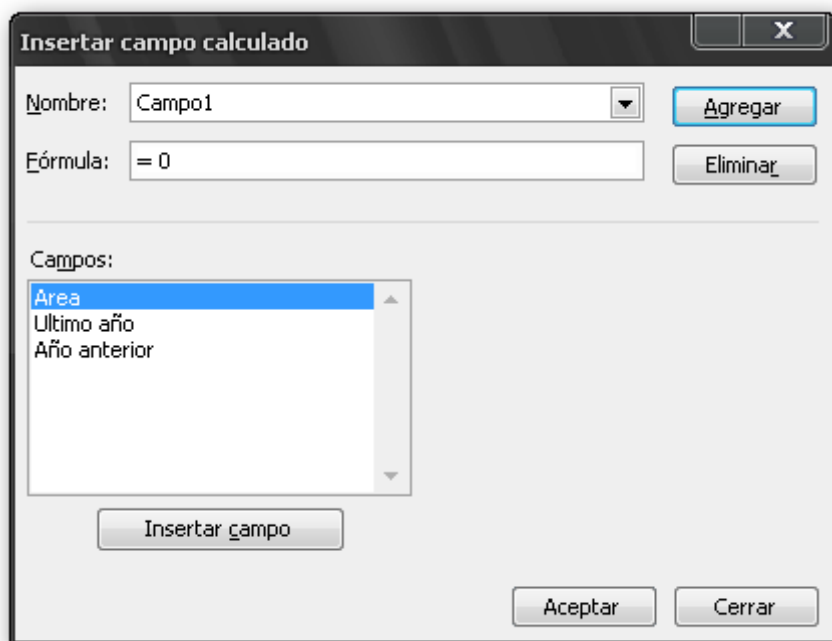 Insertar campo calculado
X
Nombre: Campo1 Agregar
Fórmula: = 0 Eliminar
Campos:
Area
Ultimo año
Año anterior
Insertar campo
Aceptar Cerrar